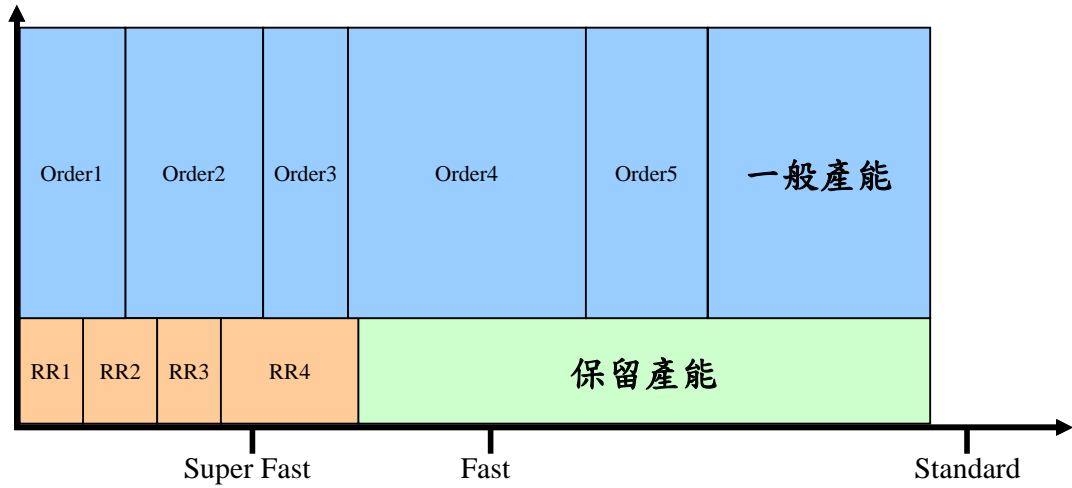 Order1
Order2
Order3
Order4
Order5
一般產能
RR1
RR2
RR3
RR4
保留產能
Super Fast
Fast
Standard